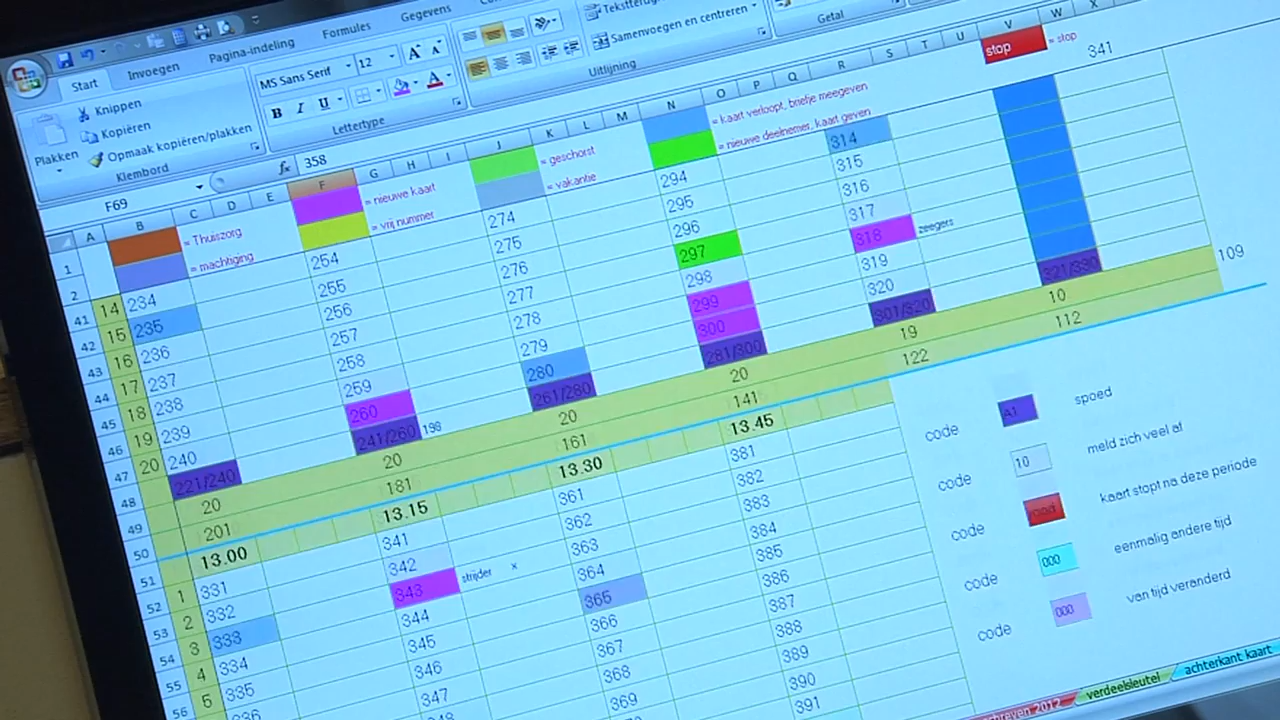 Start Invoegen Pagina-indeling Formules Gegevens
Plakken
Knippen
Kopiëren
Opmaak kopiëren/plakken
Klembord
MS Sans Serif 12
B I U
Lettertype
Samenvoegen en centreren
Uitlijning
Getal
F69 fx 358
A B C D E F G H I J K L M N O P Q R S T U V W X
= Thuiszorg
= machtiging
= nieuwe kaart
= vrij nummer
= geschorst
= vakantie
= kaart verloopt, briefje meegeven
= nieuwe deelnemer, kaart geven
stop = stop
341
1
2
41 14 234 254 274 294 314
42 15 235 255 275 295 315
43 16 236 256 276 296 316
44 17 237 257 277 297 317
45 18 238 258 278 298 318 zeegers
46 19 239 259 279 299 319
47 20 240 260 280 300 320
48 221/240 241/260 198 261/280 281/300 301/320 321/330 109
49 20 20 20 20 19 10
50 201 181 161 141 122 112
51 13.00 13.15 13.30 13.45
52 1 331 341 361 381
53 2 332 342 362 382
54 3 333 343 strijder x 363 383
55 4 334 344 364 384
56 5 335 345 365 385
336 346 366 386
347 367 387
368 388
369 389
390
391
code A1 spoed
code 10 meld zich veel af
code kaart stopt na deze periode
code 000 eenmalig andere tijd
code 000 van tijd veranderd
2012 verdeelsleutel achterkant kaart